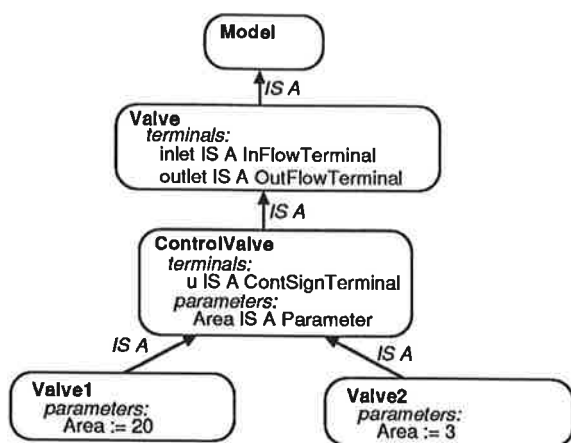 Model
IS A
Valve
terminals:
inlet IS A InFlowTerminal
outlet IS A OutFlowTerminal
IS A
ControlValve
terminals:
u IS A ContSignTerminal
parameters:
Area IS A Parameter
IS A
IS A
Valve1
parameters:
Area := 20
Valve2
parameters:
Area := 3